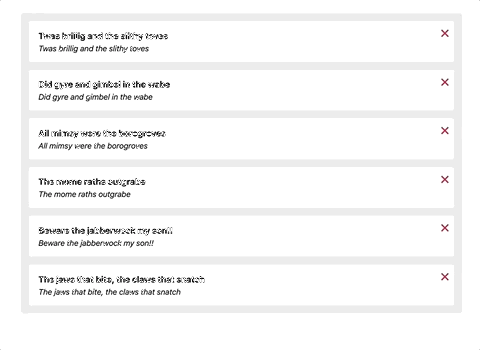 Twas brillig and the slithy toves
Twas brillig and the slithy toves
Did gyre and gimbel in the wabe
Did gyre and gimbel in the wabe
All mimsy were the borogroves
All mimsy were the borogroves
The mome raths outgrabe
The mome raths outgrabe
Beware the jabberwock my son!!
Beware the jabberwock my son!!
The jaws that bite, the claws that snatch
The jaws that bite, the claws that snatch